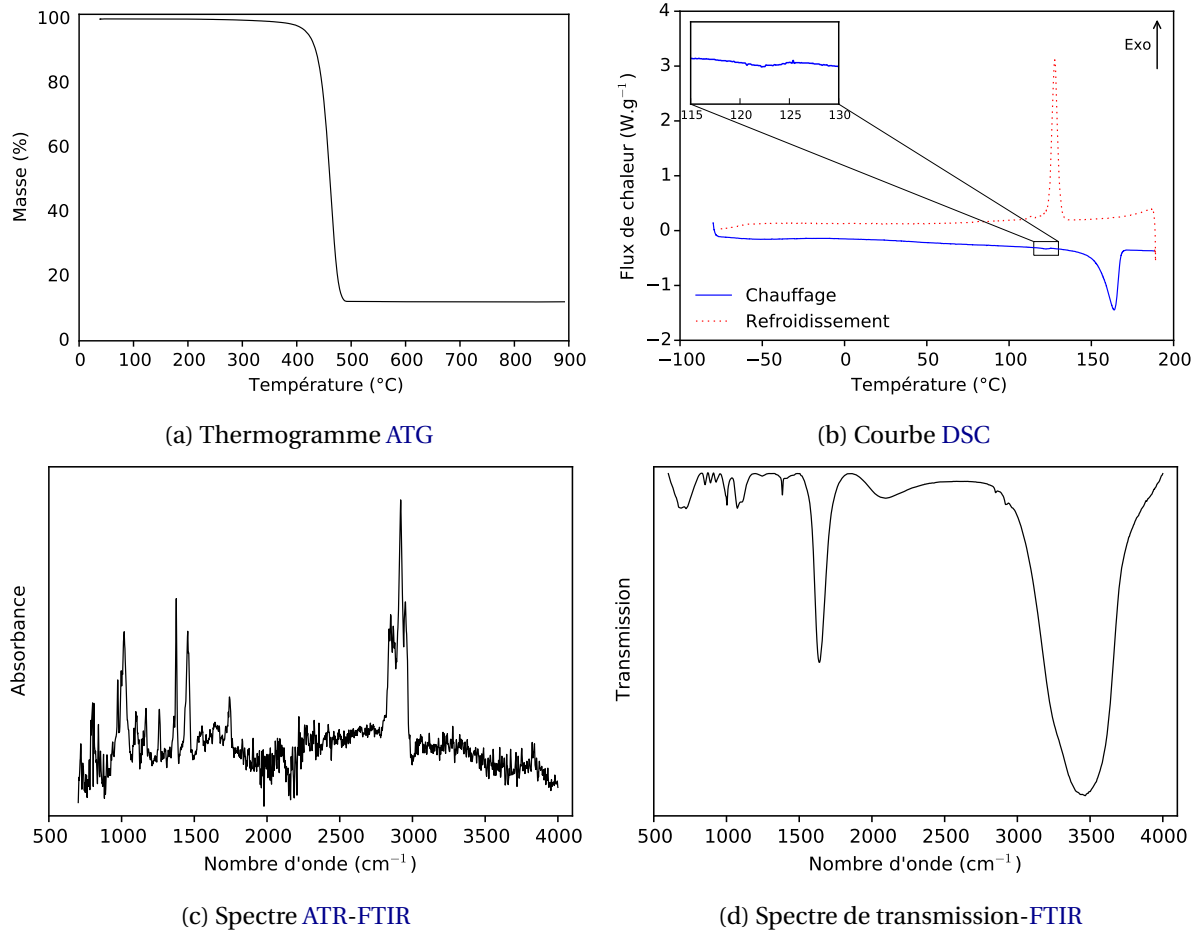 100
80
60
40
20
0
Masse (%)
0 100 200 300 400 500 600 700 800 900
Température (°C)
(a) Thermogramme ATG
4
3
2
1
0
−1
−2
Flux de chaleur (W.g⁻¹)
Exo
115 120 125 130
Chauffage
Refroidissement
−100 −50 0 50 100 150 200
Température (°C)
(b) Courbe DSC
Absorbance
500 1000 1500 2000 2500 3000 3500 4000
Nombre d'onde (cm⁻¹)
(c) Spectre ATR-FTIR
Transmission
500 1000 1500 2000 2500 3000 3500 4000
Nombre d'onde (cm⁻¹)
(d) Spectre de transmission-FTIR